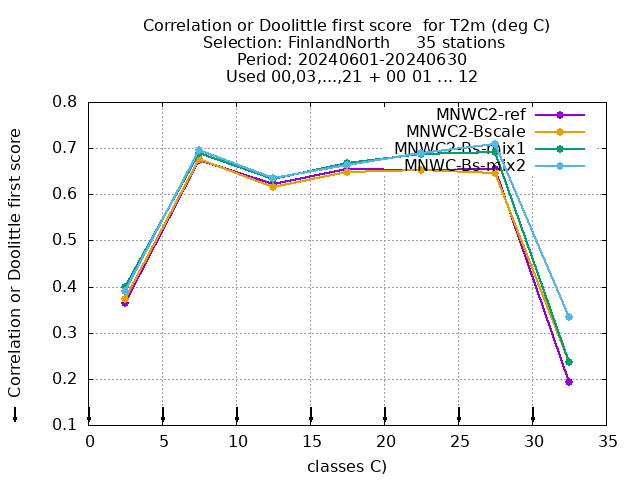 Correlation or Doolittle first score  for T2m (deg C)
Selection: FinlandNorth     35 stations
Period: 20240601-20240630
Used 00,03,...,21 + 00 01 ... 12
MNWC2-ref
MNWC2-Bscale
MNWC2-Bs-mix1
MNWC-Bs-mix2
Correlation or Doolittle first score
0.8
0.7
0.6
0.5
0.4
0.3
0.2
0.1
0 5 10 15 20 25 30 35
classes C)